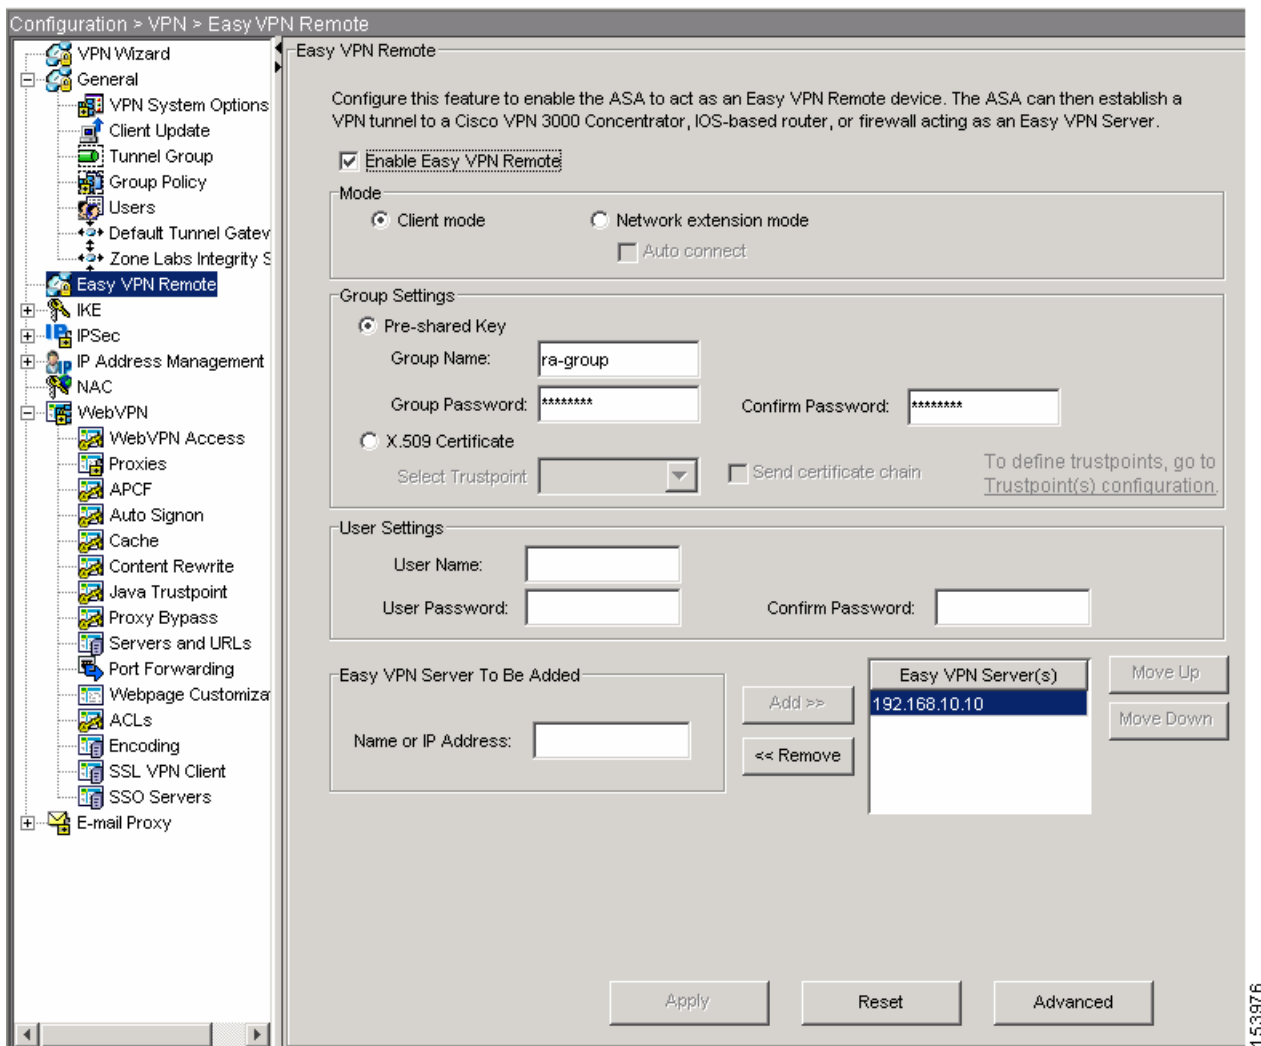 Configuration > VPN > Easy VPN Remote
VPN Wizard
General
VPN System Options
Client Update
Tunnel Group
Group Policy
Users
Default Tunnel Gatew
Zone Labs Integrity S
Easy VPN Remote
IKE
IPSec
IP Address Management
NAC
WebVPN
WebVPN Access
Proxies
APCF
Auto Signon
Cache
Content Rewrite
Java Trustpoint
Proxy Bypass
Servers and URLs
Port Forwarding
Webpage Customiza
ACLs
Encoding
SSL VPN Client
SSO Servers
E-mail Proxy
Easy VPN Remote
Configure this feature to enable the ASA to act as an Easy VPN Remote device. The ASA can then establish a
VPN tunnel to a Cisco VPN 3000 Concentrator, IOS-based router, or firewall acting as an Easy VPN Server.
Enable Easy VPN Remote
Mode
Client mode Network extension mode
Auto connect
Group Settings
Pre-shared Key
Group Name: ra-group
Group Password: ******** Confirm Password: ********
X.509 Certificate
Select Trustpoint Send certificate chain
To define trustpoints, go to
Trustpoint(s) configuration.
User Settings
User Name:
User Password: Confirm Password:
Easy VPN Server To Be Added
Name or IP Address:
Add >>
<< Remove
Easy VPN Server(s)
192.168.10.10
Move Up
Move Down
Apply Reset Advanced
153976